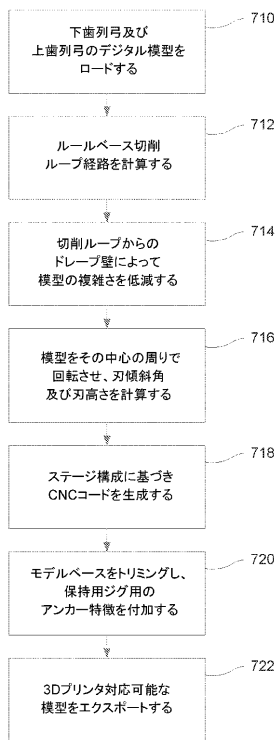 710
下歯列弓及び
上歯列弓のデジタル模型を
ロードする
712
ルールベース切削
ループ経路を計算する
714
切削ループからの
ドレープ壁によって
模型の複雑さを低減する
716
模型をその中心の周りで
回転させ、刃傾斜角
及び刃高さを計算する
718
ステージ構成に基づき
CNCコードを生成する
720
モデルベースをトリミングし、
保持用ジグ用の
アンカー特徴を付加する
722
3Dプリンタ対応可能な
模型をエクスポートする